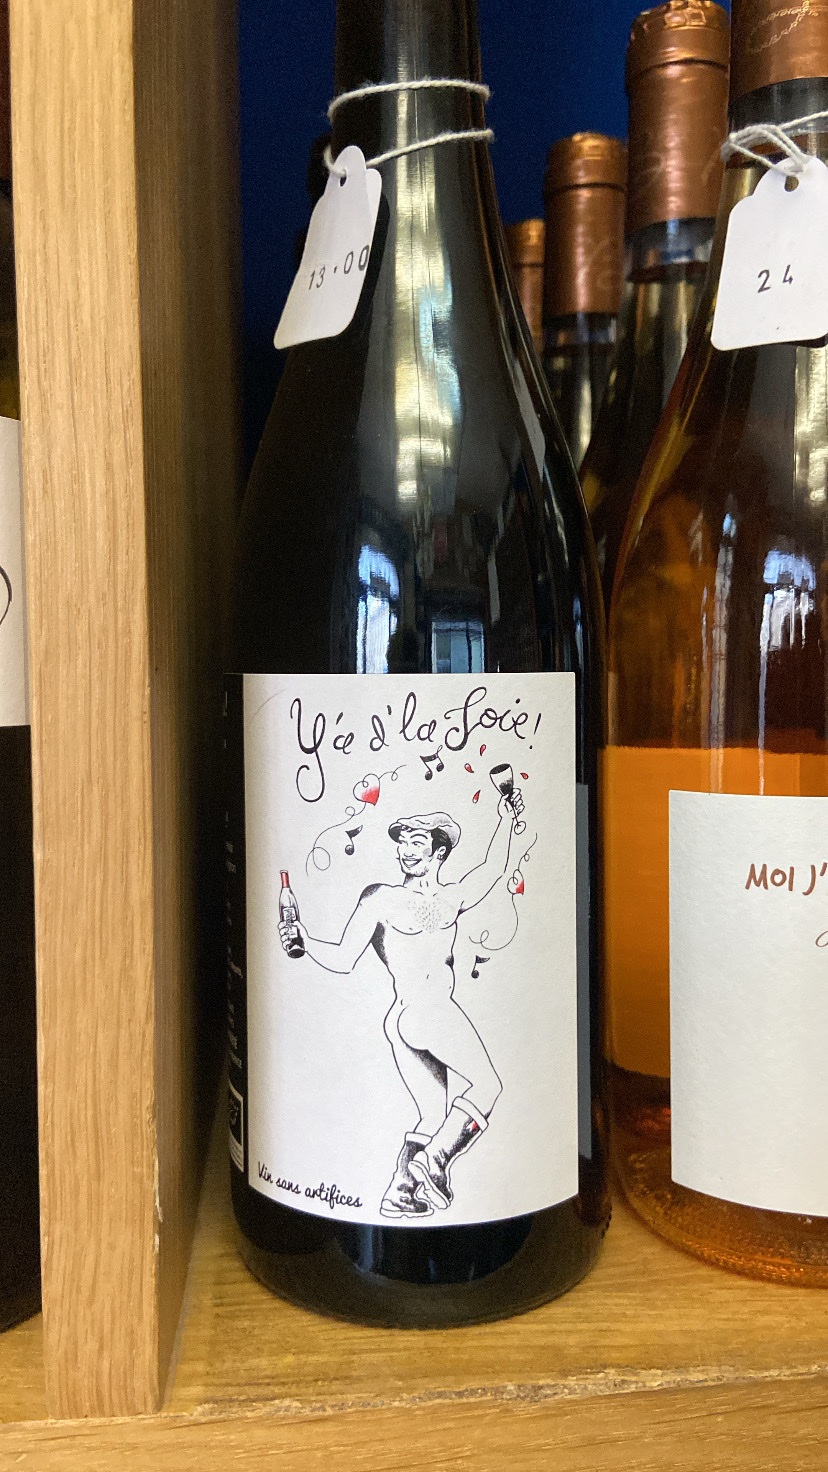 13.00
24
Y'a d'la Joie!
MOI J'
Vin sans artifices